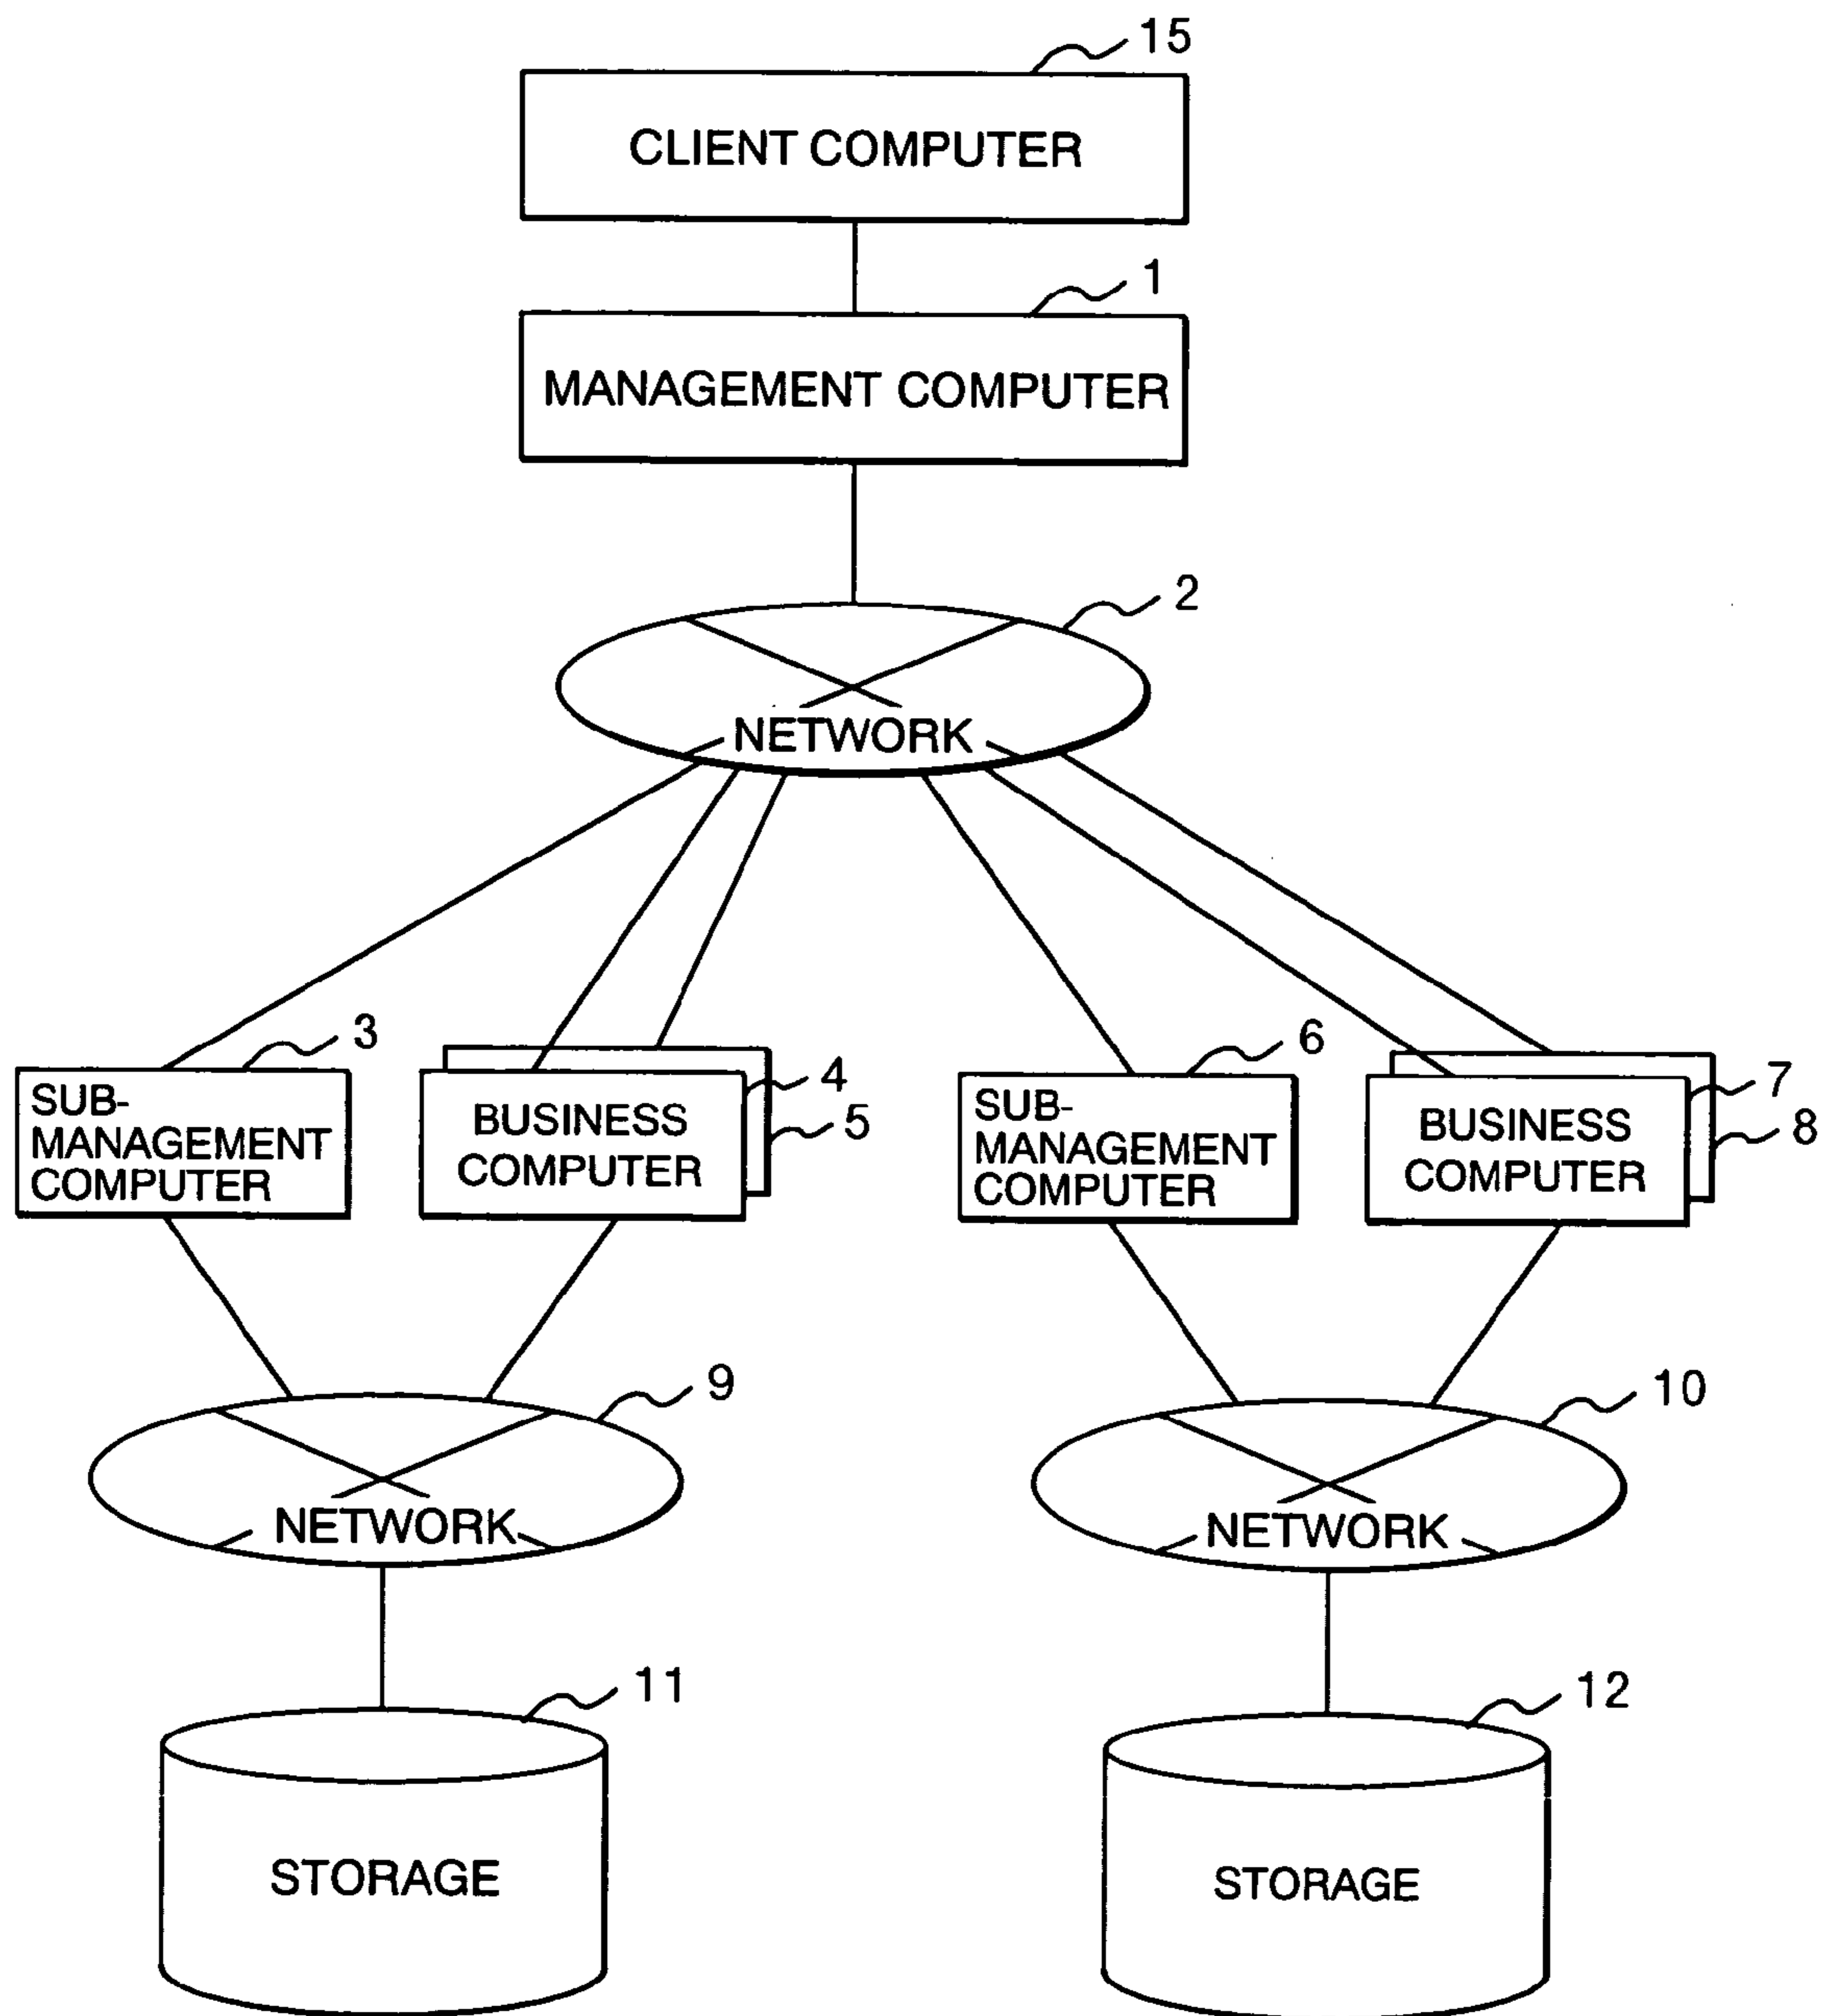 15
CLIENT COMPUTER
1
MANAGEMENT COMPUTER
2
NETWORK
3
SUB-
MANAGEMENT
COMPUTER
4
5
BUSINESS
COMPUTER
6
SUB-
MANAGEMENT
COMPUTER
7
8
BUSINESS
COMPUTER
9
NETWORK
10
NETWORK
11
STORAGE
12
STORAGE